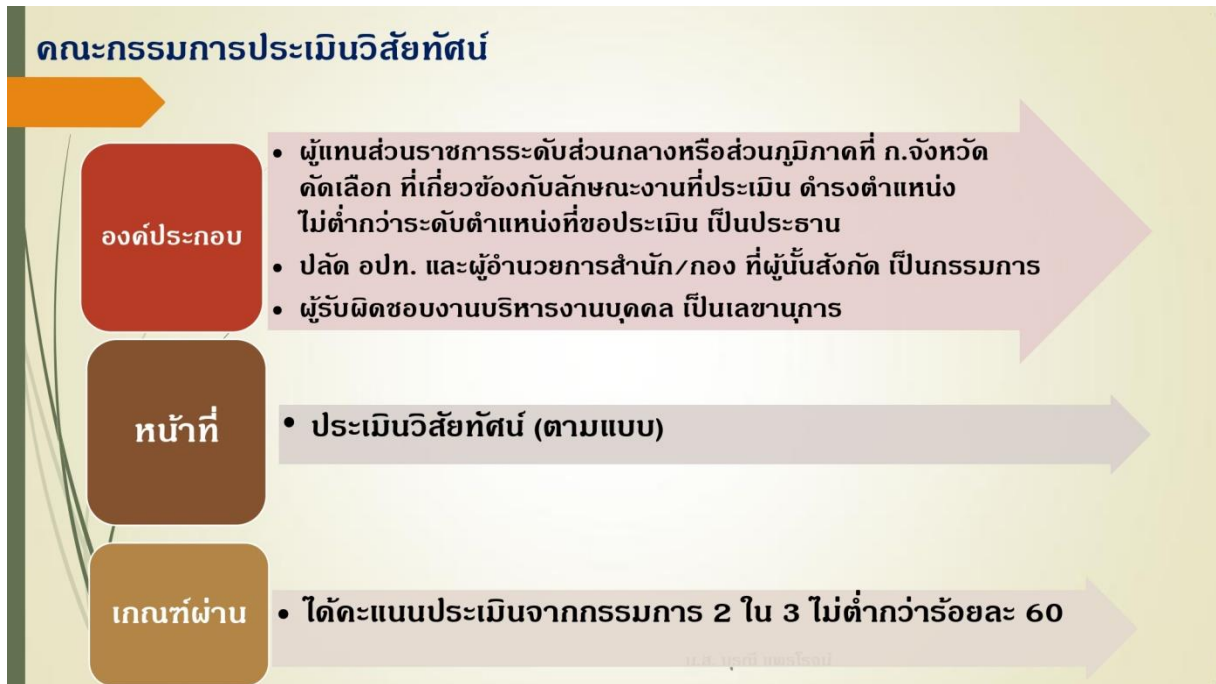 คณะกรรมการประเมินวิสัยทัศน์
องค์ประกอบ
• ผู้แทนส่วนราชการระดับส่วนกลางหรือส่วนภูมิภาคที่ ก.จังหวัด
คัดเลือก ที่เกี่ยวข้องกับลักษณะงานที่ประเมิน ดำรงตำแหน่ง
ไม่ต่ำกว่าระดับตำแหน่งที่ขอประเมิน เป็นประธาน
• ปลัด อปท. และผู้อำนวยการสำนัก/กอง ที่ผู้นั้นสังกัด เป็นกรรมการ
• ผู้รับผิดชอบงานบริหารงานบุคคล เป็นเลขานุการ
หน้าที่
• ประเมินวิสัยทัศน์ (ตามแบบ)
เกณฑ์ผ่าน
• ได้คะแนนประเมินจากกรรมการ 2 ใน 3 ไม่ต่ำกว่าร้อยละ 60